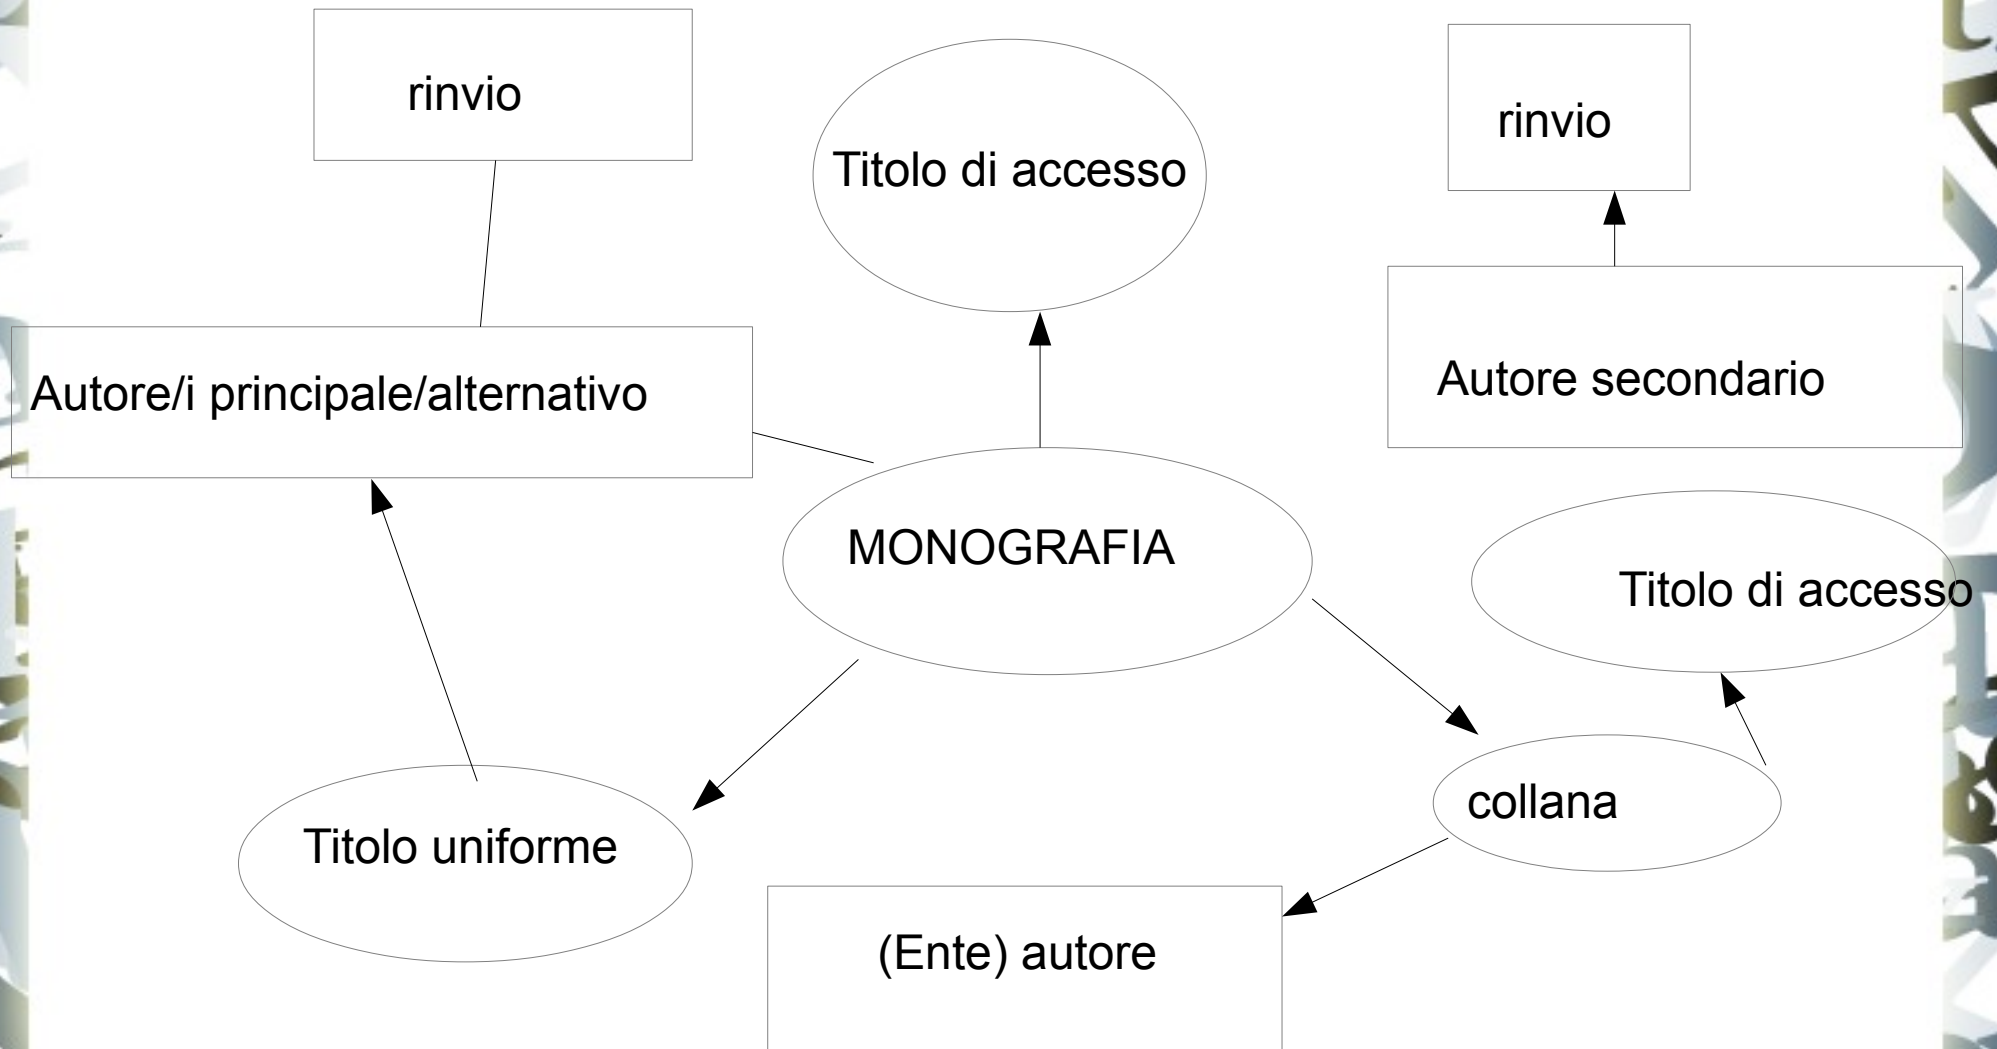 rinvio
rinvio
Titolo di accesso
Autore/i principale/alternativo
Autore secondario
MONOGRAFIA
Titolo di accesso
collana
Titolo uniforme
(Ente) autore